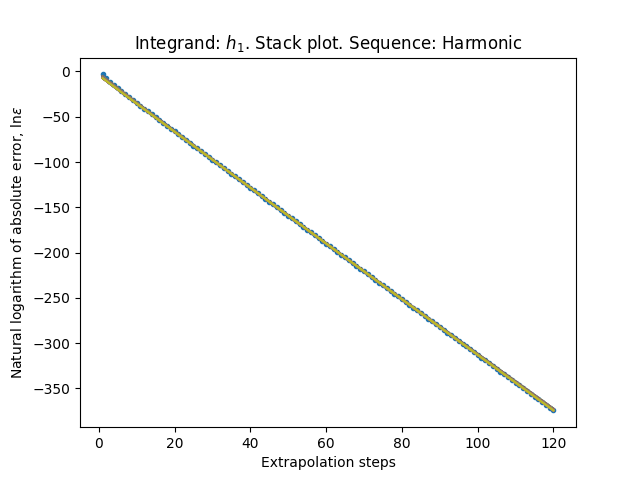 Integrand: h₁. Stack plot. Sequence: Harmonic
Natural logarithm of absolute error, lnε
0
−50
−100
−150
−200
−250
−300
−350
0 20 40 60 80 100 120
Extrapolation steps